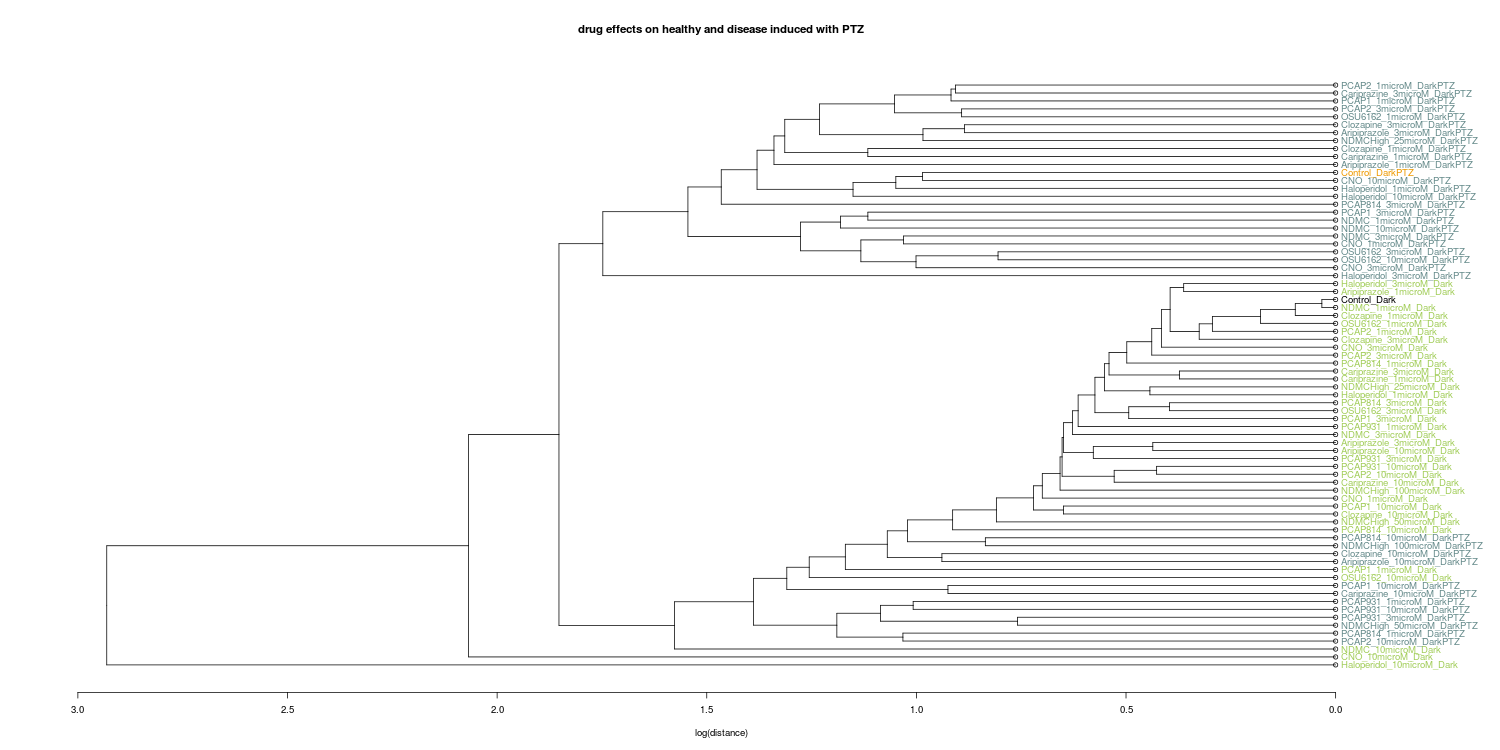 drug effects on healthy and disease induced with PTZ
PCAP2_1microM_DarkPTZ
Cariprazine_3microM_DarkPTZ
PCAP1_1microM_DarkPTZ
PCAP2_3microM_DarkPTZ
OSU6162_1microM_DarkPTZ
Clozapine_3microM_DarkPTZ
Aripiprazole_3microM_DarkPTZ
NDMCHigh_25microM_DarkPTZ
Clozapine_1microM_DarkPTZ
Cariprazine_1microM_DarkPTZ
Aripiprazole_1microM_DarkPTZ
Control_DarkPTZ
CNO_10microM_DarkPTZ
Haloperidol_1microM_DarkPTZ
Haloperidol_10microM_DarkPTZ
PCAP814_3microM_DarkPTZ
PCAP1_3microM_DarkPTZ
NDMC_1microM_DarkPTZ
NDMC_10microM_DarkPTZ
NDMC_3microM_DarkPTZ
CNO_1microM_DarkPTZ
OSU6162_3microM_DarkPTZ
OSU6162_10microM_DarkPTZ
CNO_3microM_DarkPTZ
Haloperidol_3microM_DarkPTZ
Haloperidol_3microM_Dark
Aripiprazole_1microM_Dark
Control_Dark
NDMC_1microM_Dark
Clozapine_1microM_Dark
OSU6162_1microM_Dark
PCAP2_1microM_Dark
Clozapine_3microM_Dark
CNO_3microM_Dark
PCAP2_3microM_Dark
PCAP814_1microM_Dark
Cariprazine_3microM_Dark
Cariprazine_1microM_Dark
NDMCHigh_25microM_Dark
Haloperidol_1microM_Dark
PCAP814_3microM_Dark
OSU6162_3microM_Dark
PCAP1_3microM_Dark
PCAP931_1microM_Dark
NDMC_3microM_Dark
Aripiprazole_3microM_Dark
Aripiprazole_10microM_Dark
PCAP931_3microM_Dark
PCAP931_10microM_Dark
PCAP2_10microM_Dark
Cariprazine_10microM_Dark
NDMCHigh_100microM_Dark
CNO_1microM_Dark
PCAP1_10microM_Dark
Clozapine_10microM_Dark
NDMCHigh_50microM_Dark
PCAP814_10microM_Dark
PCAP814_10microM_DarkPTZ
NDMCHigh_100microM_DarkPTZ
Clozapine_10microM_DarkPTZ
Aripiprazole_10microM_DarkPTZ
PCAP1_1microM_Dark
OSU6162_10microM_Dark
PCAP1_10microM_DarkPTZ
Cariprazine_10microM_DarkPTZ
PCAP931_1microM_DarkPTZ
PCAP931_10microM_DarkPTZ
PCAP931_3microM_DarkPTZ
NDMCHigh_50microM_DarkPTZ
PCAP814_1microM_DarkPTZ
PCAP2_10microM_DarkPTZ
NDMC_10microM_Dark
CNO_10microM_Dark
Haloperidol_10microM_Dark
3.0 2.5 2.0 1.5 1.0 0.5 0.0
log(distance)